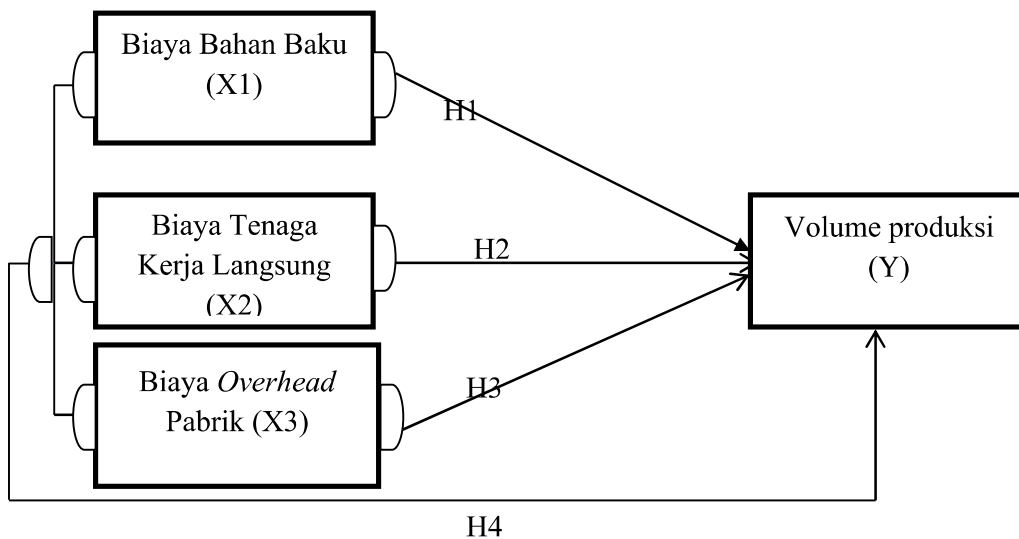 Biaya Bahan Baku
(X1)
H1
Biaya Tenaga
Kerja Langsung
(X2)
H2
Volume produksi
(Y)
Biaya Overhead
Pabrik (X3)
H3
H4